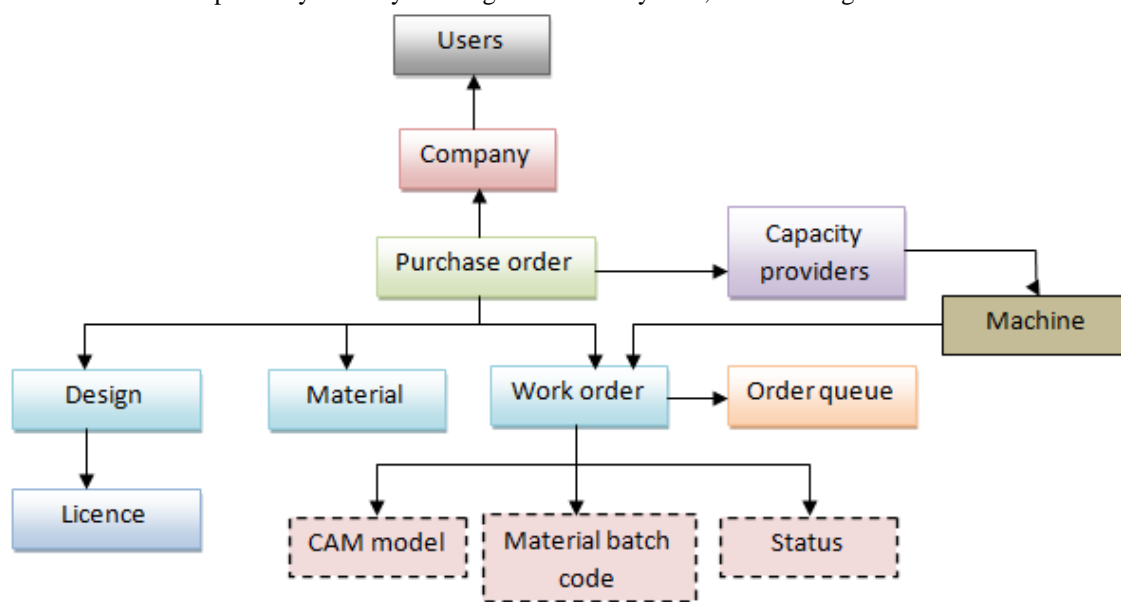 Users
Company
Purchase order
Capacity
providers
Machine
Design
Material
Work order
Order queue
Licence
CAM model
Material batch
code
Status